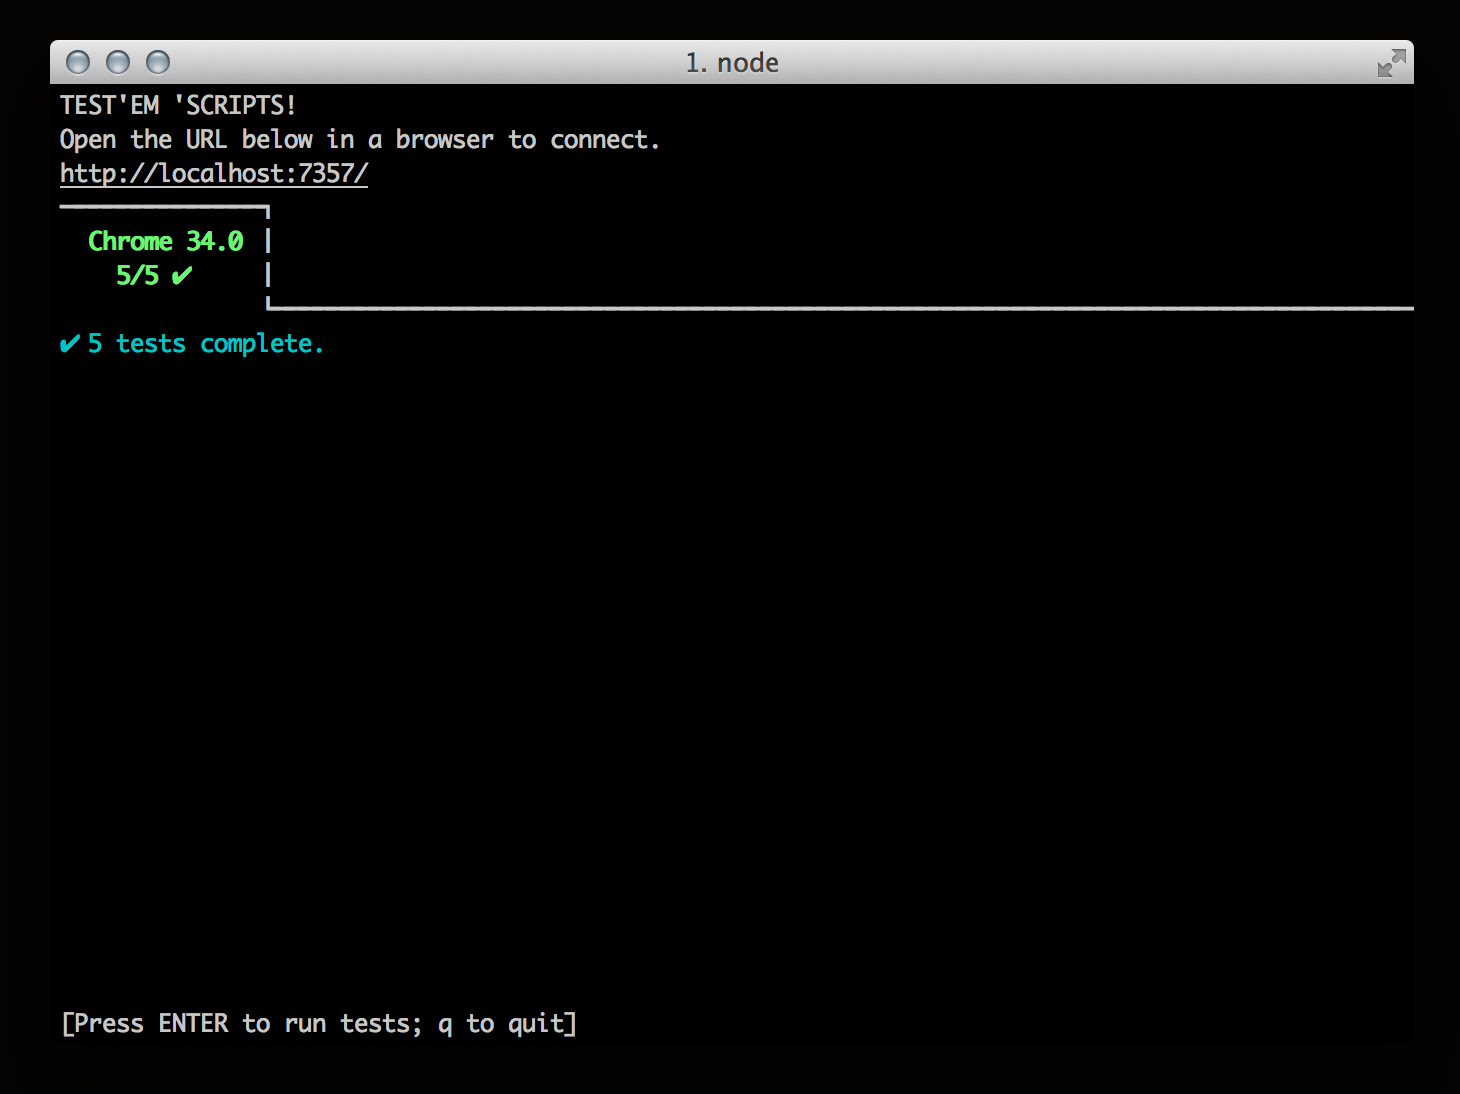 1. node
TEST'EM 'SCRIPTS!
Open the URL below in a browser to connect.
http://localhost:7357/
Chrome 34.0
5/5 ✔
✔ 5 tests complete.
[Press ENTER to run tests; q to quit]